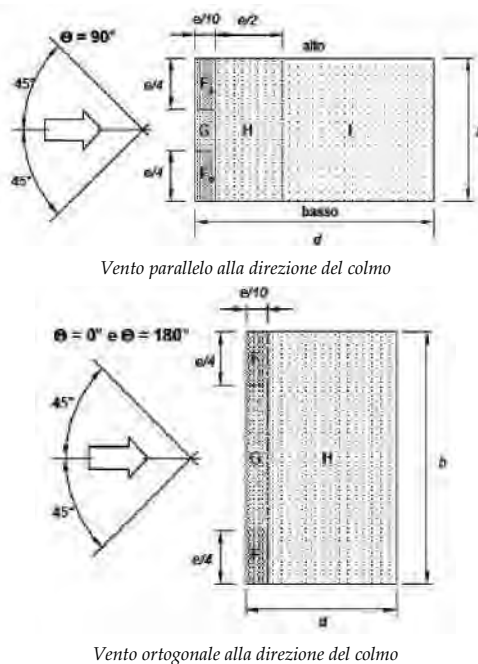 e/10 e/2
Θ = 90°
alto
45°
e/4
F
G H I
45°
e/4
F
basso
d
Vento parallelo alla direzione del colmo
e/10
Θ = 0° e Θ = 180°
e/4
45°
G H b
45°
e/4
d
Vento ortogonale alla direzione del colmo